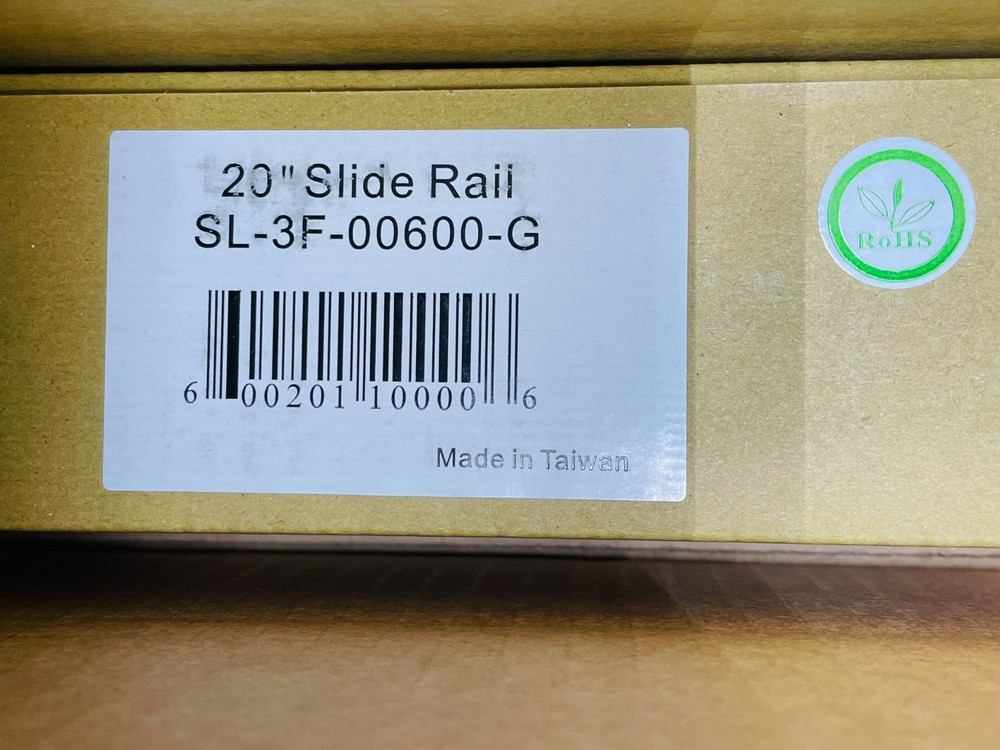 20" Slide Rail
SL-3F-00600-G
6 00201 10000 6
Made in Taiwan
RoHS